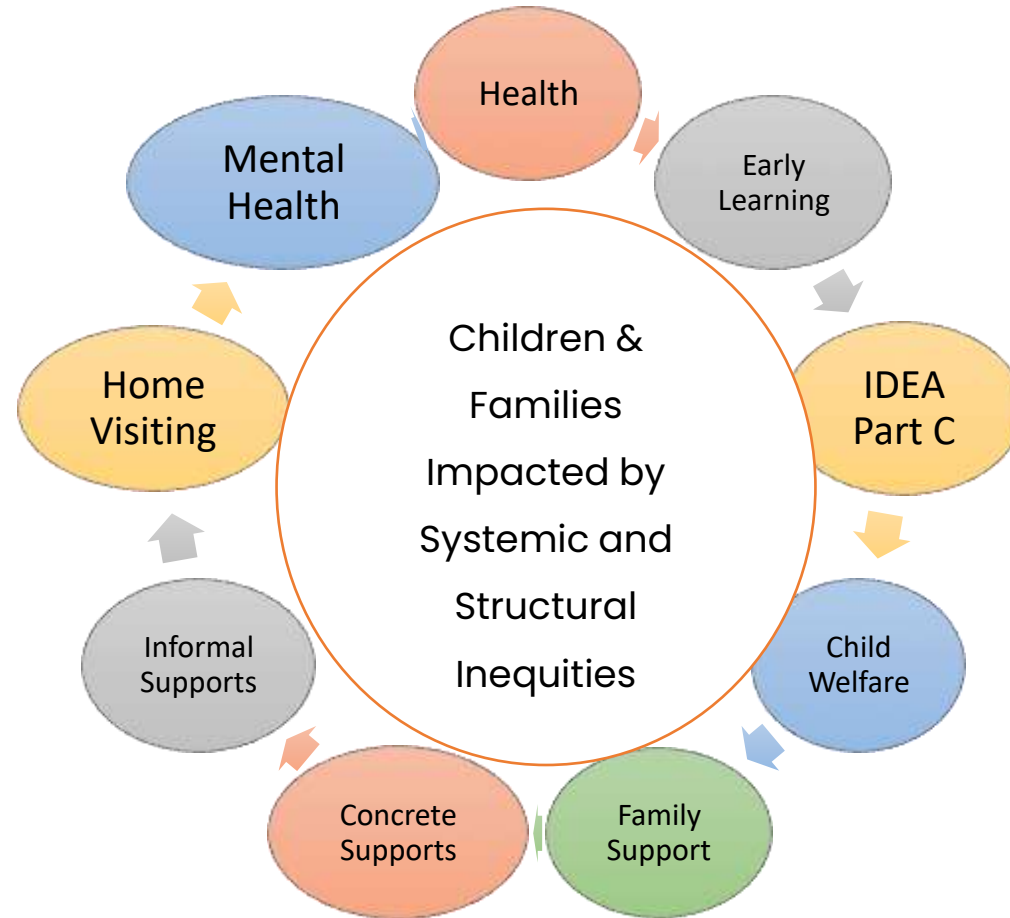 Health
Early
Learning
IDEA
Part C
Child
Welfare
Family
Support
Concrete
Supports
Informal
Supports
Home
Visiting
Mental
Health
Children &
Families
Impacted by
Systemic and
Structural
Inequities